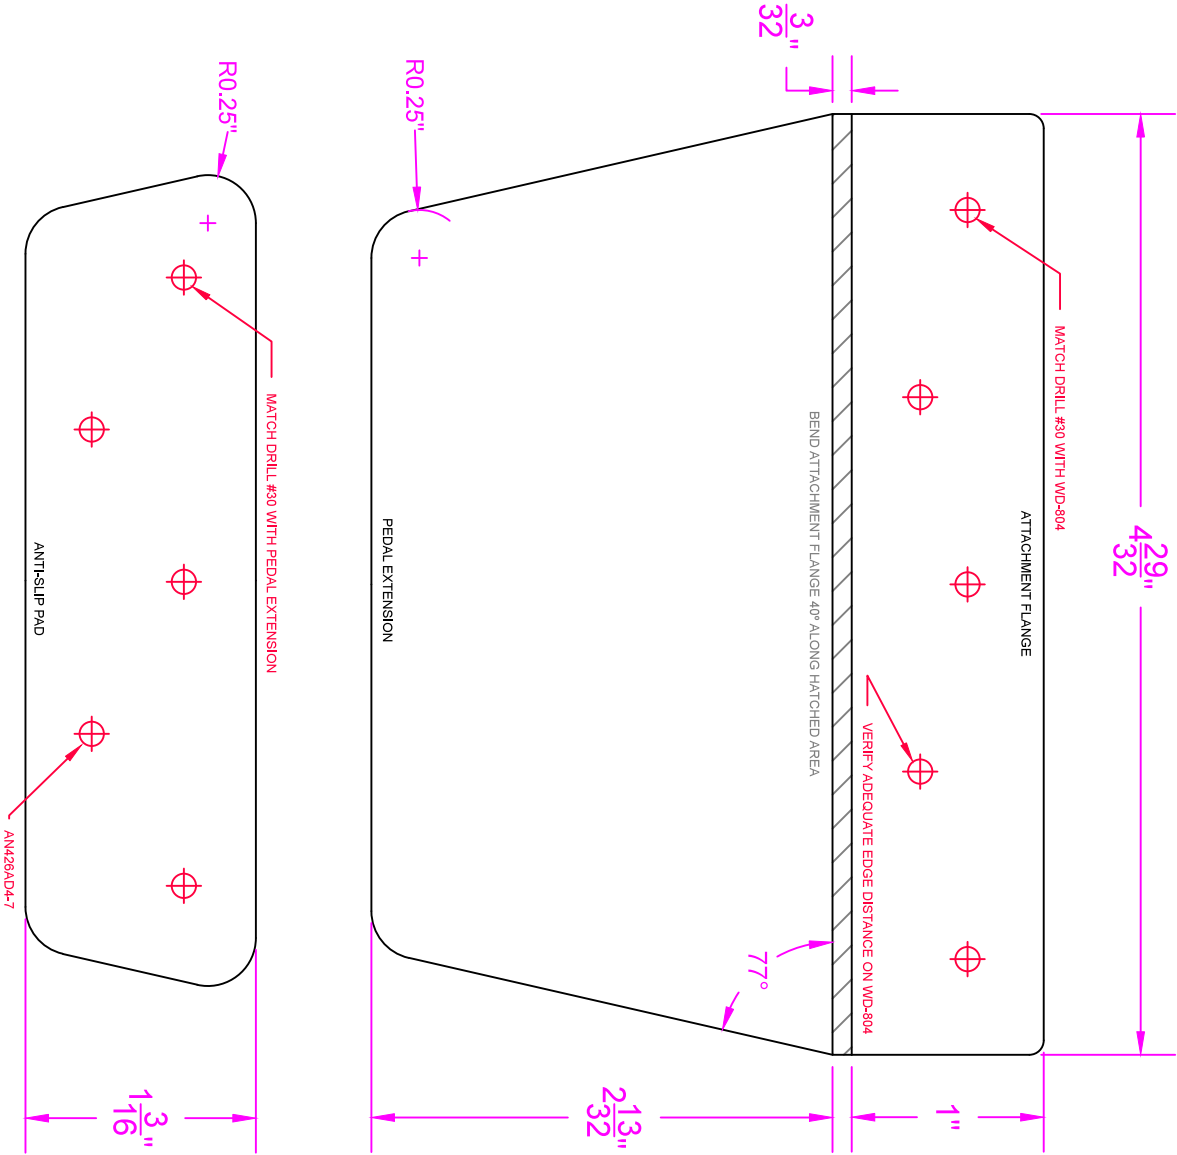 4 29/32"
MATCH DRILL #30 WITH WD-804
ATTACHMENT FLANGE
1"
VERIFY ADEQUATE EDGE DISTANCE ON WD-804
3/32"
BEND ATTACHMENT FLANGE 40° ALONG HATCHED AREA
77°
2 13/32"
R0.25"
PEDAL EXTENSION
MATCH DRILL #30 WITH PEDAL EXTENSION
R0.25"
1 3/16"
ANTI-SLIP PAD
AN426AD4-7